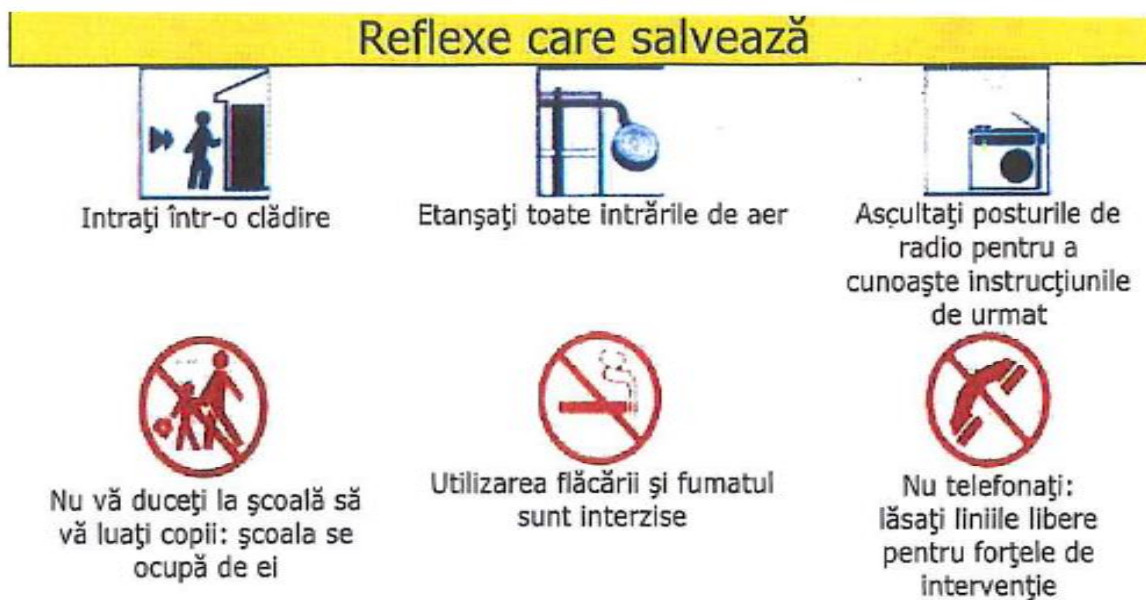 Reflexe care salvează
Intraţi într-o clădire
Etanşaţi toate intrările de aer
Ascultaţi posturile de
radio pentru a
cunoaşte instrucţiunile
de urmat
Nu vă duceţi la şcoală să
vă luaţi copii: şcoala se
ocupă de ei
Utilizarea flăcării şi fumatul
sunt interzise
Nu telefonaţi:
lăsaţi liniile libere
pentru forţele de
intervenţie